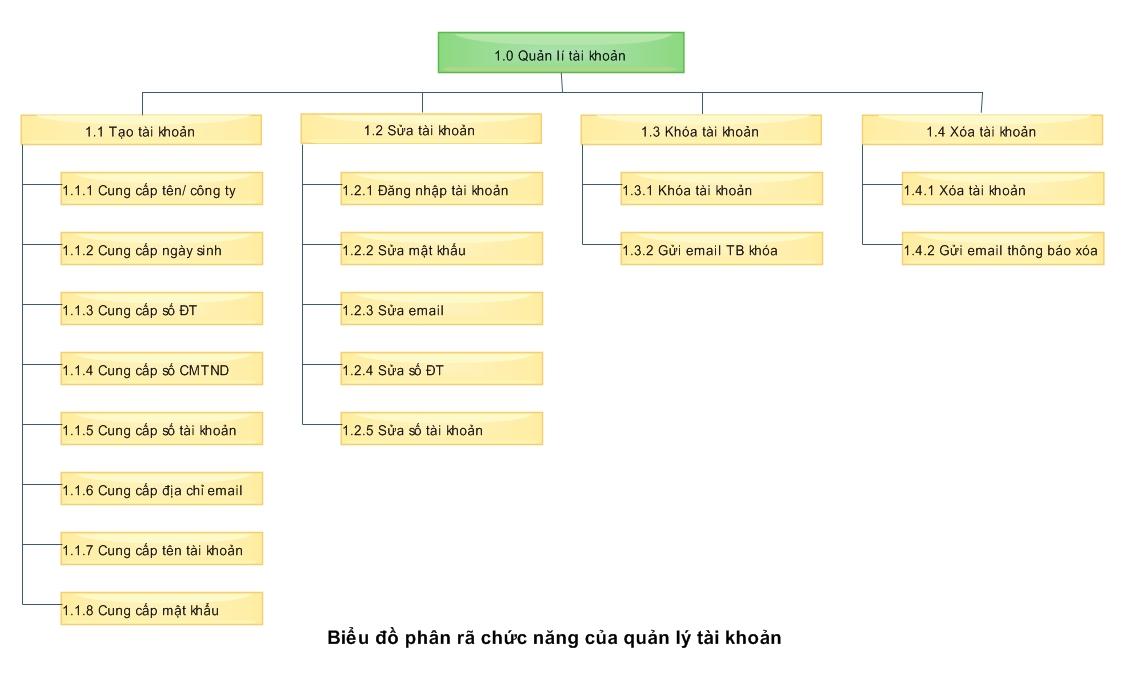 1.0 Quản lí tài khoản
1.1 Tạo tài khoản
1.1.1 Cung cấp tên/ công ty
1.1.2 Cung cấp ngày sinh
1.1.3 Cung cấp số ĐT
1.1.4 Cung cấp số CMTND
1.1.5 Cung cấp số tài khoản
1.1.6 Cung cấp địa chỉ email
1.1.7 Cung cấp tên tài khoản
1.1.8 Cung cấp mật khẩu
1.2 Sửa tài khoản
1.2.1 Đăng nhập tài khoản
1.2.2 Sửa mật khẩu
1.2.3 Sửa email
1.2.4 Sửa số ĐT
1.2.5 Sửa số tài khoản
1.3 Khóa tài khoản
1.3.1 Khóa tài khoản
1.3.2 Gửi email TB khóa
1.4 Xóa tài khoản
1.4.1 Xóa tài khoản
1.4.2 Gửi email thông báo xóa
Biểu đồ phân rã chức năng của quản lý tài khoản